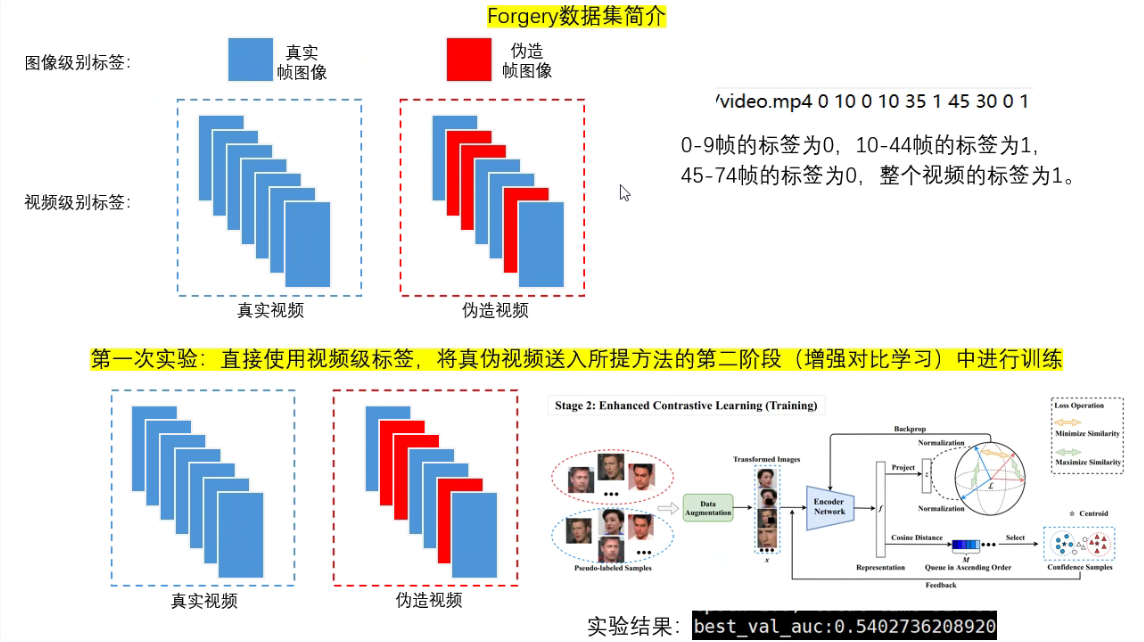 Forgery数据集简介
图像级别标签：
真实
帧图像
伪造
帧图像
/video.mp4 0 10 0 10 35 1 45 30 0 1
0-9帧的标签为0，10-44帧的标签为1，
45-74帧的标签为0，整个视频的标签为1。
视频级别标签：
真实视频
伪造视频
第一次实验：直接使用视频级标签，将真伪视频送入所提方法的第二阶段（增强对比学习）中进行训练
真实视频
伪造视频
Stage 2: Enhanced Contrastive Learning (Training)
Pseudo-labeled Samples
Data
Augmentation
Transformed Images
x
Encoder
Network
Backprop
f
Representation
Project
Normalization
z
Normalization
ℒ
Cosine Distance
M
Queue in Ascending Order
Select
Confidence Samples
Feedback
Loss Operation
Minimize Similarity
Maximize Similarity
Centroid
实验结果：
best_val_auc:0.5402736208920